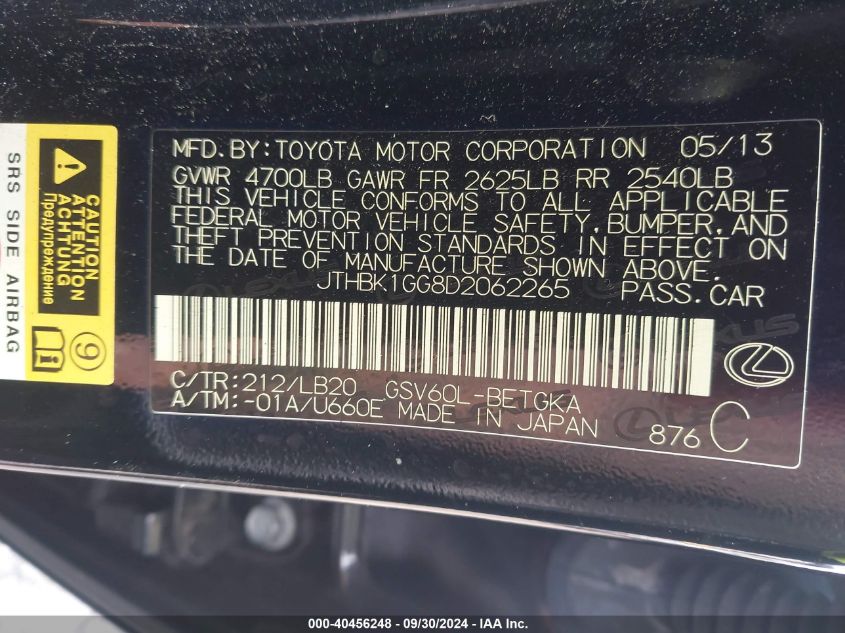 MFD. BY: TOYOTA MOTOR CORPORATION 05/13
GVWR 4700LB GAWR FR 2625LB RR 2540LB
THIS VEHICLE CONFORMS TO ALL APPLICABLE
FEDERAL MOTOR VEHICLE SAFETY, BUMPER, AND
THEFT PREVENTION STANDARDS IN EFFECT ON
THE DATE OF MANUFACTURE SHOWN ABOVE.
JTHBK1GG8D2062265 PASS.CAR
C/TR:212/LB20 GSV60L-BETGKA
A/TM:-01A/U660E MADE IN JAPAN 876 C
LEXUS
SRS SIDE AIRBAG
CAUTION
Attention
ACHTUNG
Предупреждение
9
i
000-40456248 - 09/30/2024 - IAA Inc.